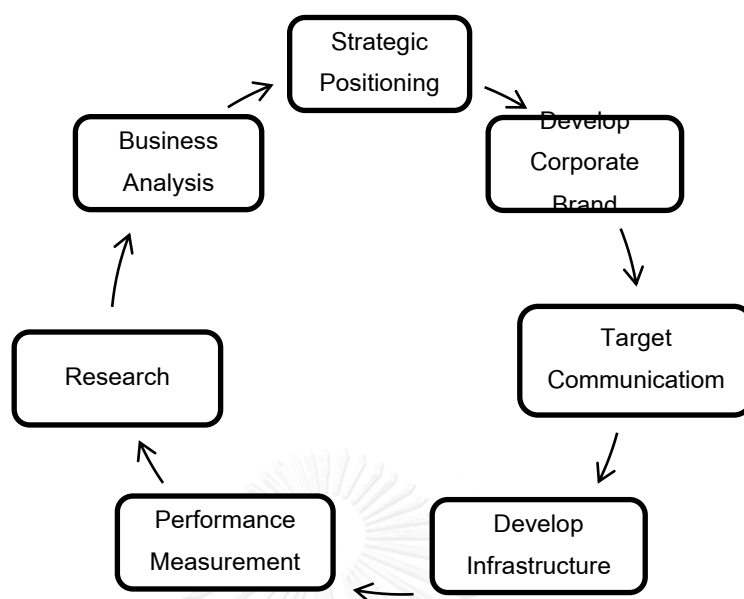 Strategic
Positioning
Develop
Corporate
Brand
Target
Communicatiom
Develop
Infrastructure
Performance
Measurement
Research
Business
Analysis